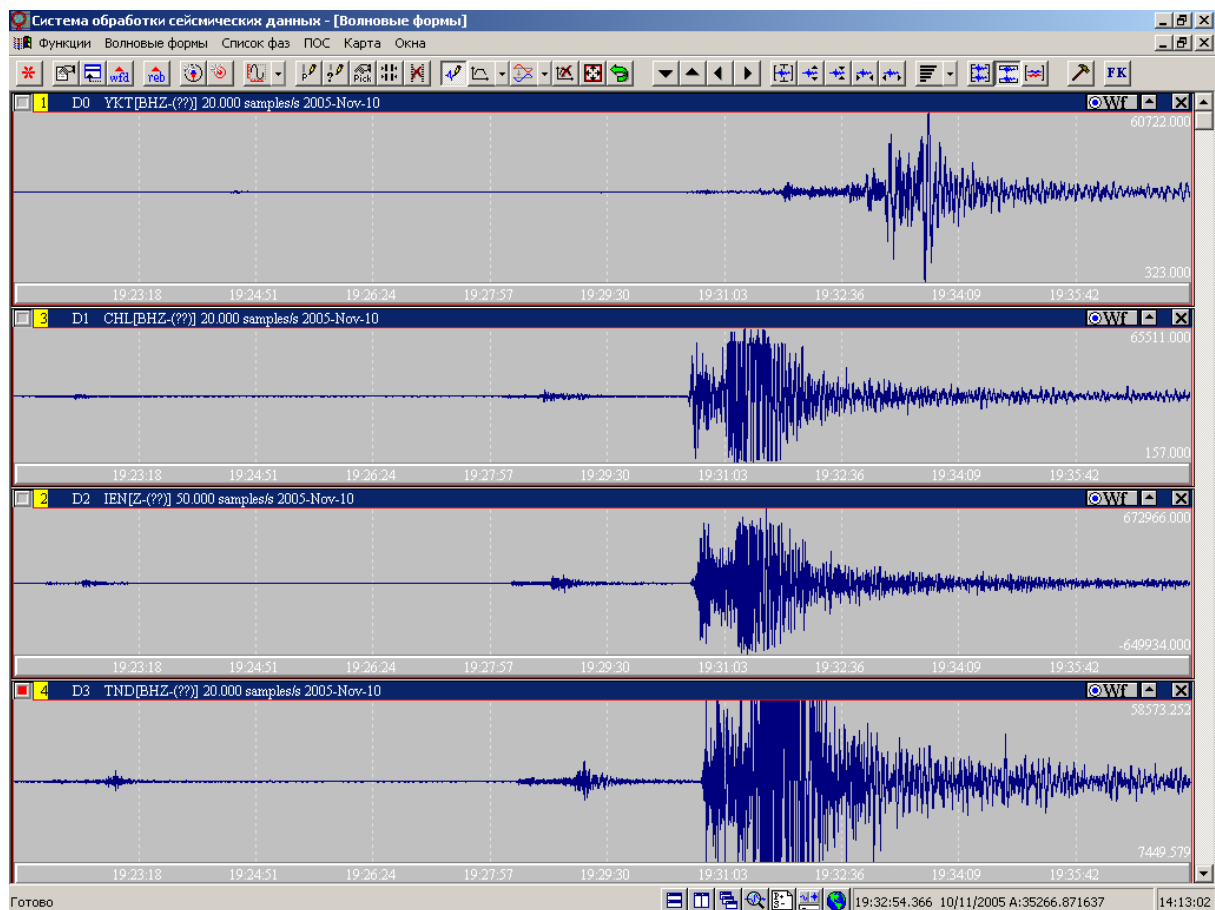 Система обработки сейсмических данных - [Волновые формы]
Функции Волновые формы Список фаз ПОС Карта Окна
wfd reb Pick FK
1 D0 YKT[BHZ-(??)] 20.000 samples/s 2005-Nov-10 Wf
60722.000
323.000
19:23:18 19:24:51 19:26:24 19:27:57 19:29:30 19:31:03 19:32:36 19:34:09 19:35:42
3 D1 CHL[BHZ-(??)] 20.000 samples/s 2005-Nov-10 Wf
65511.000
157.000
19:23:18 19:24:51 19:26:24 19:27:57 19:29:30 19:31:03 19:32:36 19:34:09 19:35:42
2 D2 IEN[Z-(??)] 50.000 samples/s 2005-Nov-10 Wf
672966.000
-649934.000
19:23:18 19:24:51 19:26:24 19:27:57 19:29:30 19:31:03 19:32:36 19:34:09 19:35:42
4 D3 TND[BHZ-(??)] 20.000 samples/s 2005-Nov-10 Wf
58573.252
7449.579
19:23:18 19:24:51 19:26:24 19:27:57 19:29:30 19:31:03 19:32:36 19:34:09 19:35:42
Готово 19:32:54.366 10/11/2005 A:35266.871637 14:13:02